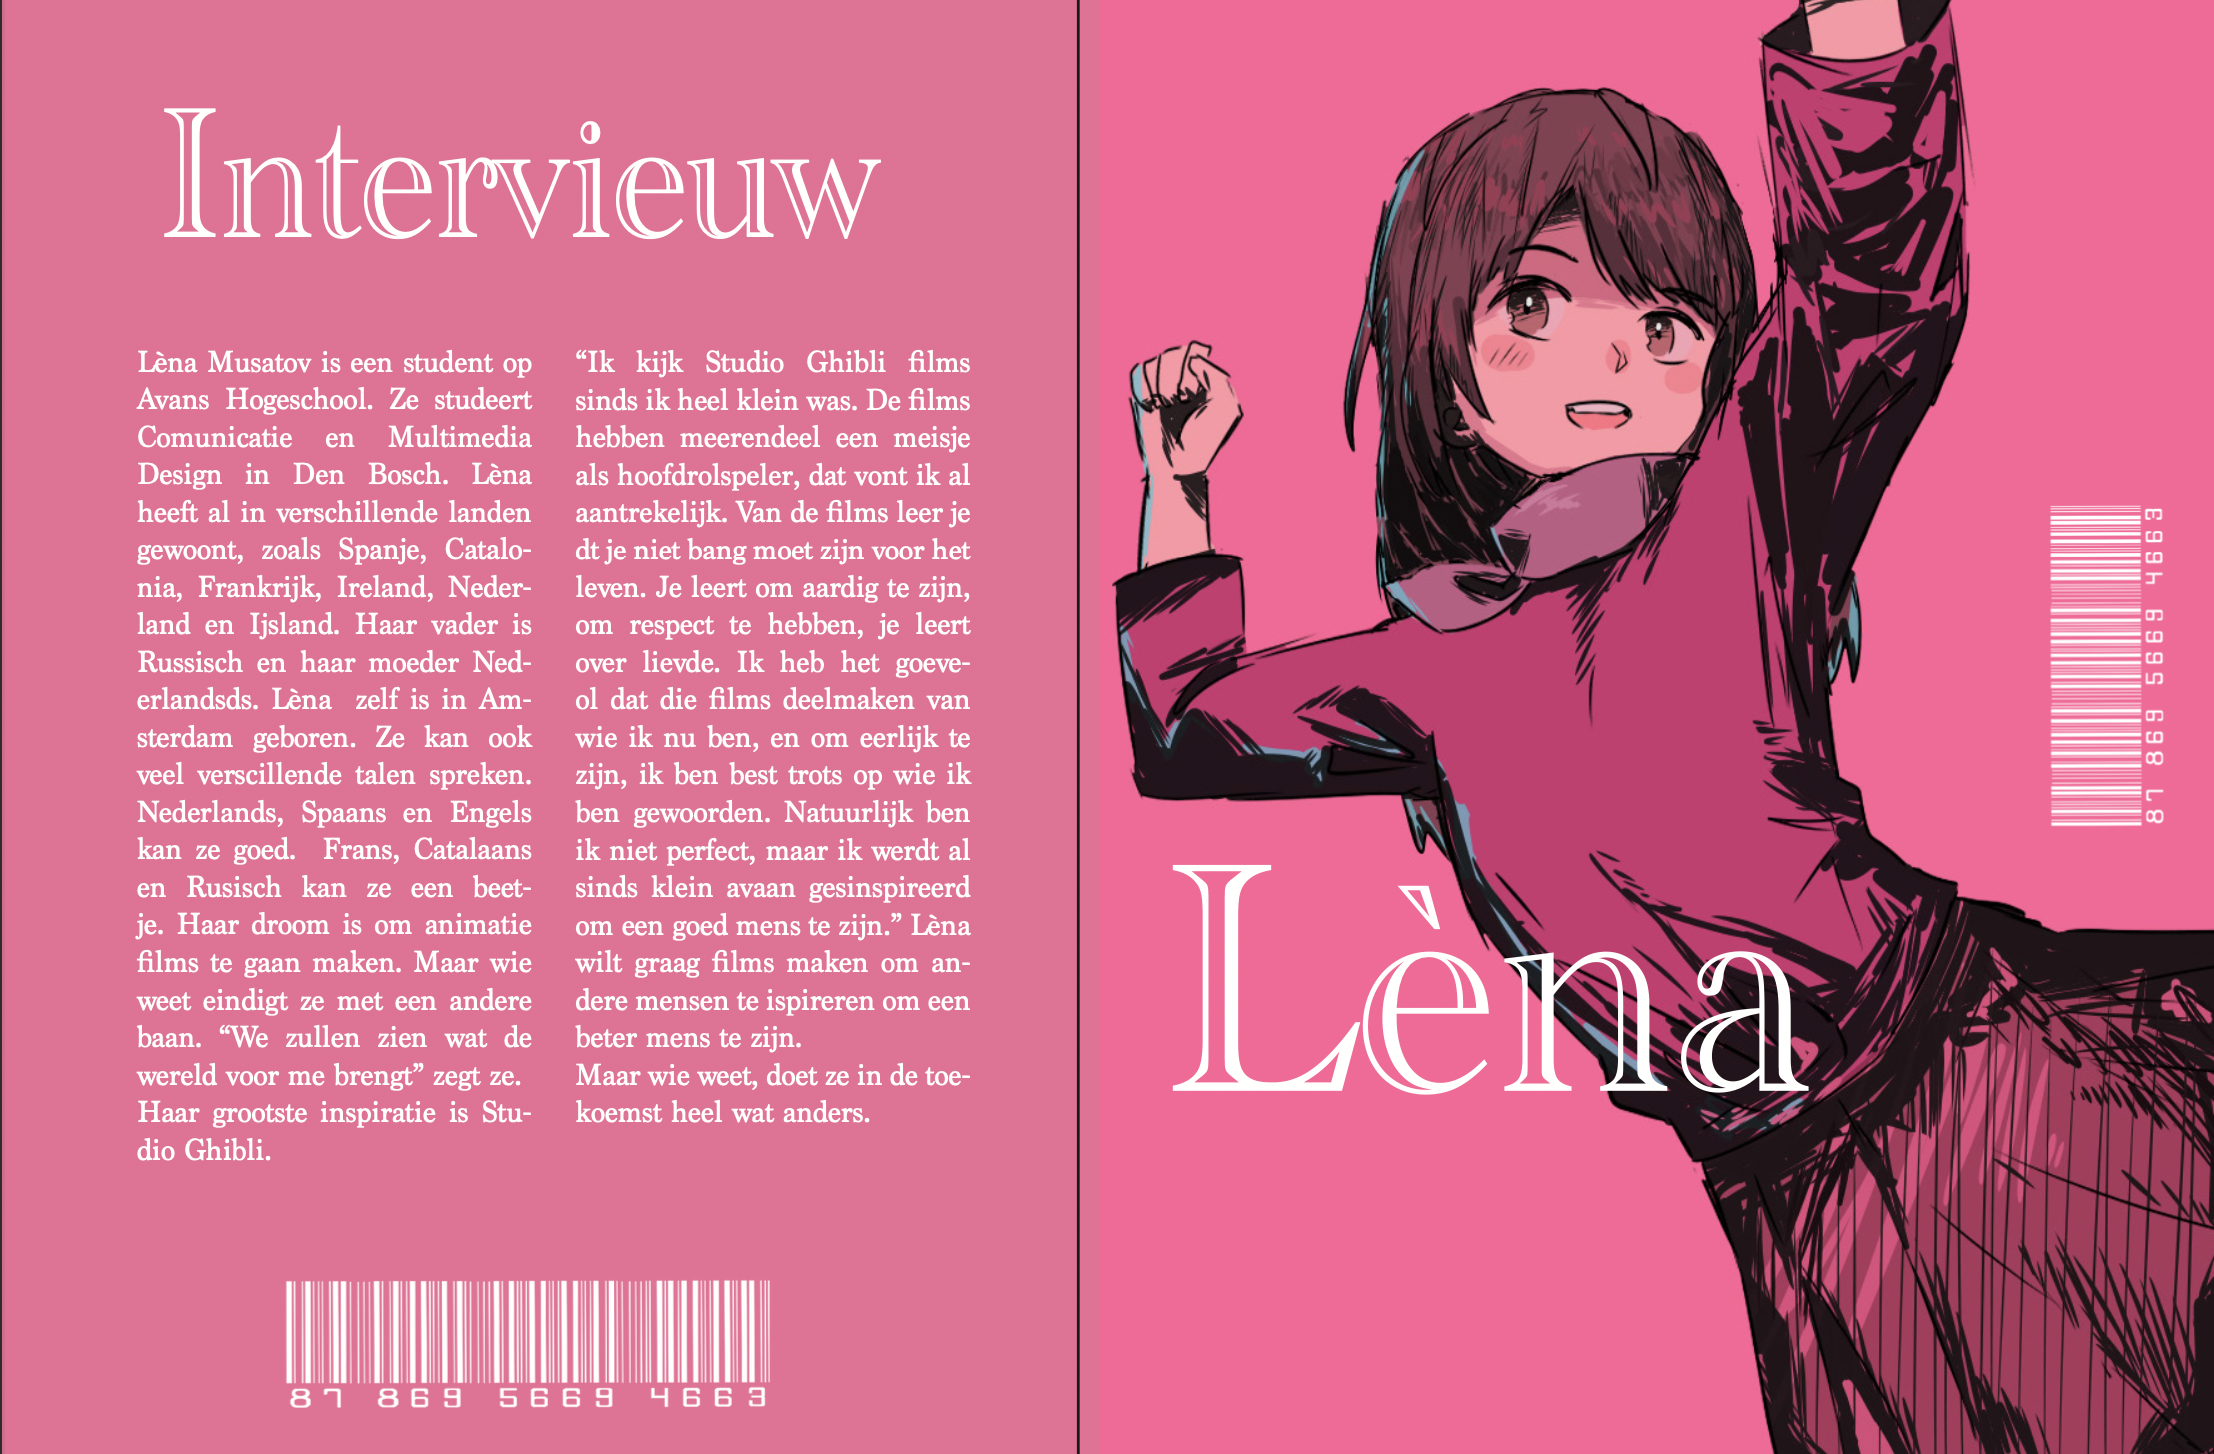 Intervieuw
Lèna Musatov is een student op
Avans Hogeschool. Ze studeert
Comunicatie en Multimedia
Design in Den Bosch. Lèna
heeft al in verschillende landen
gewoont, zoals Spanje, Catalo-
nia, Frankrijk, Ireland, Neder-
land en Ijsland. Haar vader is
Russisch en haar moeder Ned-
erlandsds. Lèna zelf is in Am-
sterdam geboren. Ze kan ook
veel verscillende talen spreken.
Nederlands, Spaans en Engels
kan ze goed. Frans, Catalaans
en Rusisch kan ze een beet-
je. Haar droom is om animatie
films te gaan maken. Maar wie
weet eindigt ze met een andere
baan. “We zullen zien wat de
wereld voor me brengt” zegt ze.
Haar grootste inspiratie is Stu-
dio Ghibli.
“Ik kijk Studio Ghibli films
sinds ik heel klein was. De films
hebben meerendeel een meisje
als hoofdrolspeler, dat vont ik al
aantrekelijk. Van de films leer je
dt je niet bang moet zijn voor het
leven. Je leert om aardig te zijn,
om respect te hebben, je leert
over lievde. Ik heb het goeve-
ol dat die films deelmaken van
wie ik nu ben, en om eerlijk te
zijn, ik ben best trots op wie ik
ben gewoorden. Natuurlijk ben
ik niet perfect, maar ik werdt al
sinds klein avaan gesinspireerd
om een goed mens te zijn.” Lèna
wilt graag films maken om an-
dere mensen te ispireren om een
beter mens te zijn.
Maar wie weet, doet ze in de toe-
koemst heel wat anders.
87 869 5669 4663
Lèna
87 869 5669 4663